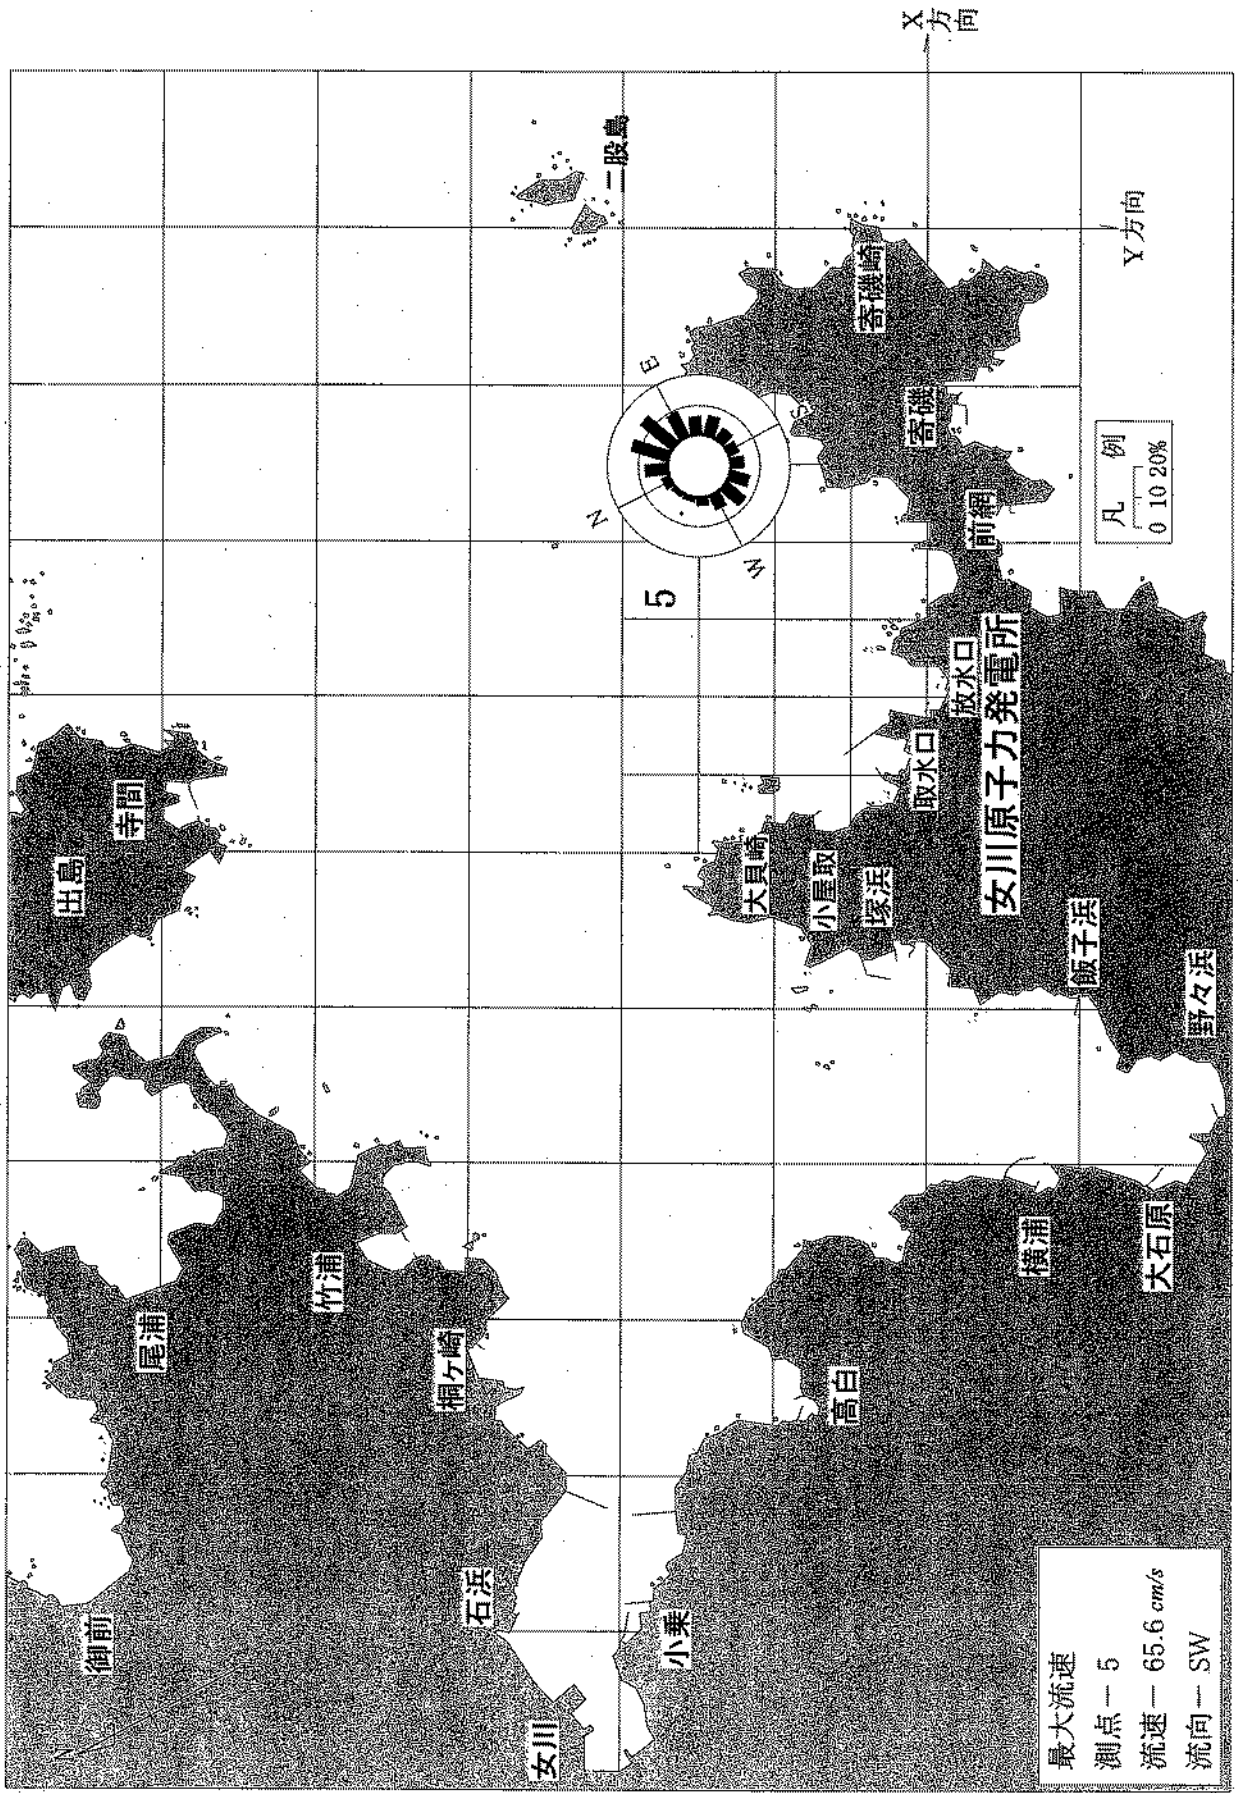 X方向
Y方向
二股島
寄磯崎
寄磯
前網
放水口
取水口
女川原子力発電所
大貝崎
小屋取
塚浜
飯子浜
野々浜
出島
寺間
尾浦
竹浦
桐ヶ崎
御前
石浜
女川
小乗
高白
横浦
大石原
N
5
N
E
S
W
凡 例
0 10 20%
最大流速
測点－5
流速－65.6 cm/s
流向－SW